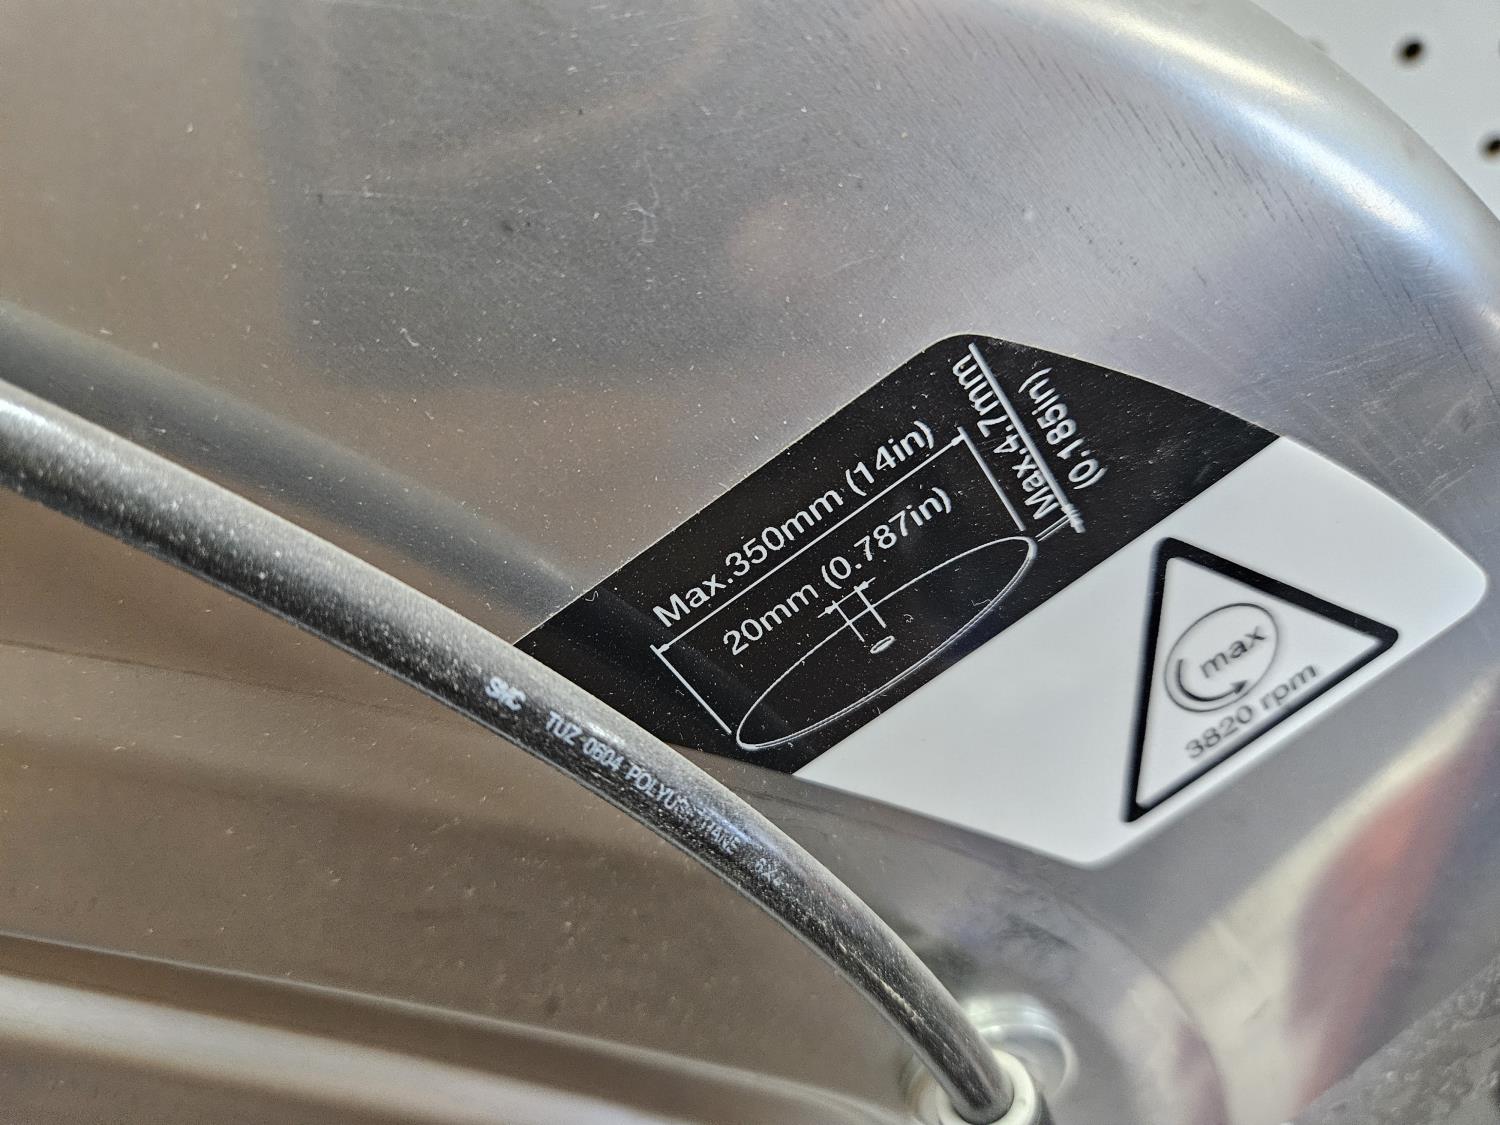 Max.350mm (14in)
20mm (0.787in)
Max.4.7mm
(0.185in)
max
3820 rpm
SMC TUZ-0604 POLYURETHANE